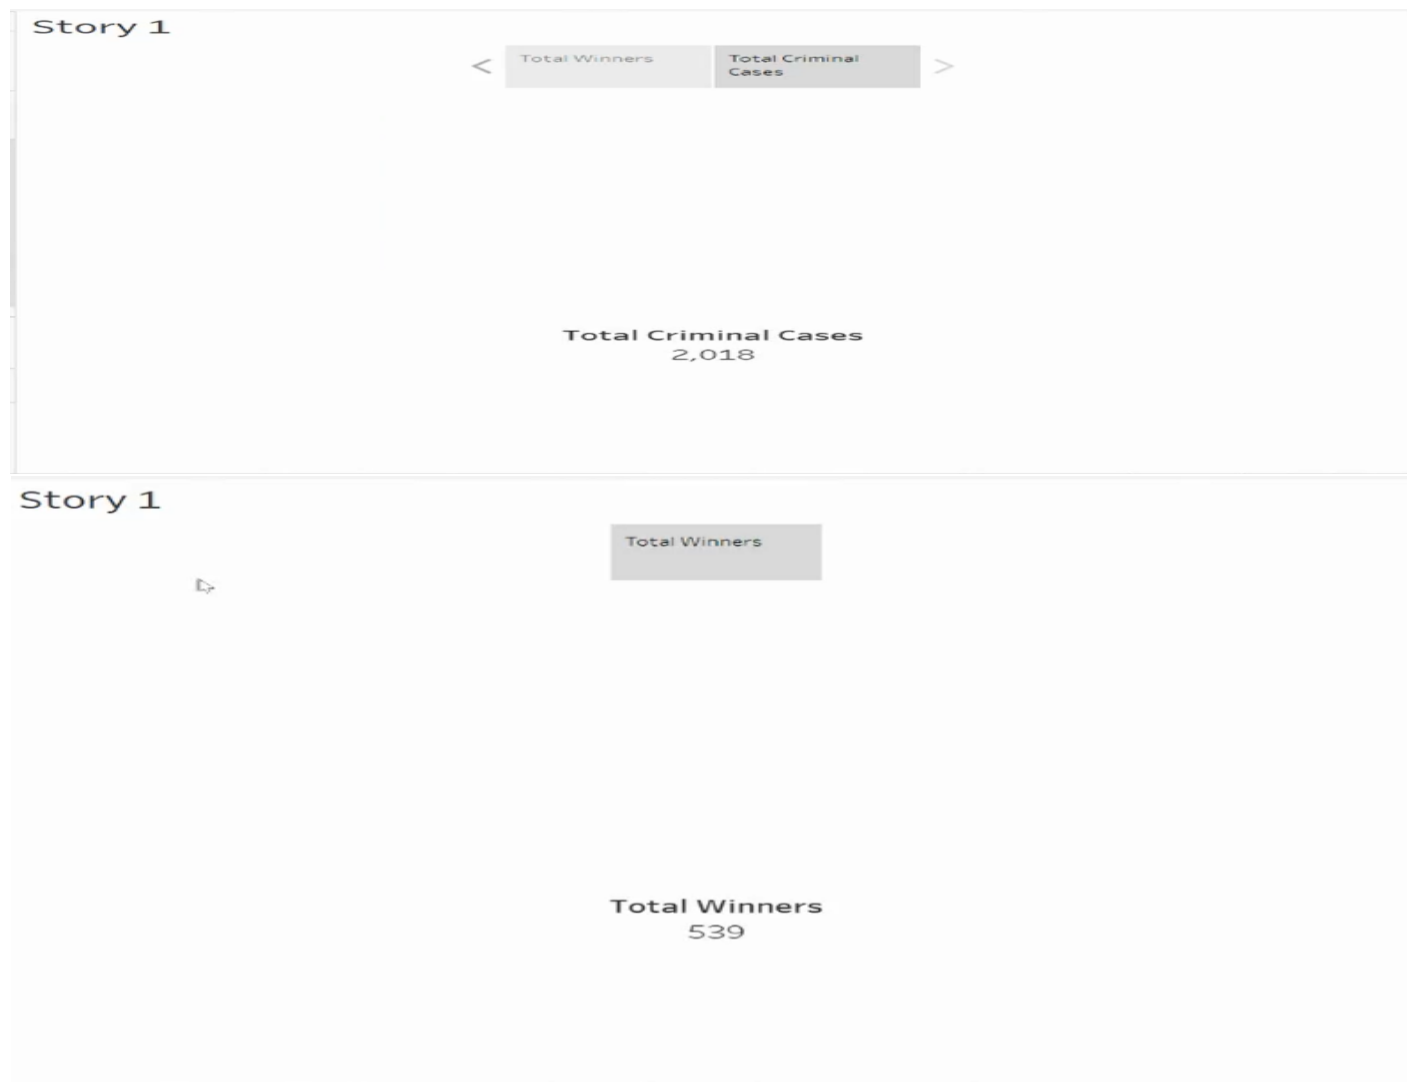 Story 1
< Total Winners Total Criminal
Cases >
Total Criminal Cases
2,018
Story 1
Total Winners
Total Winners
539